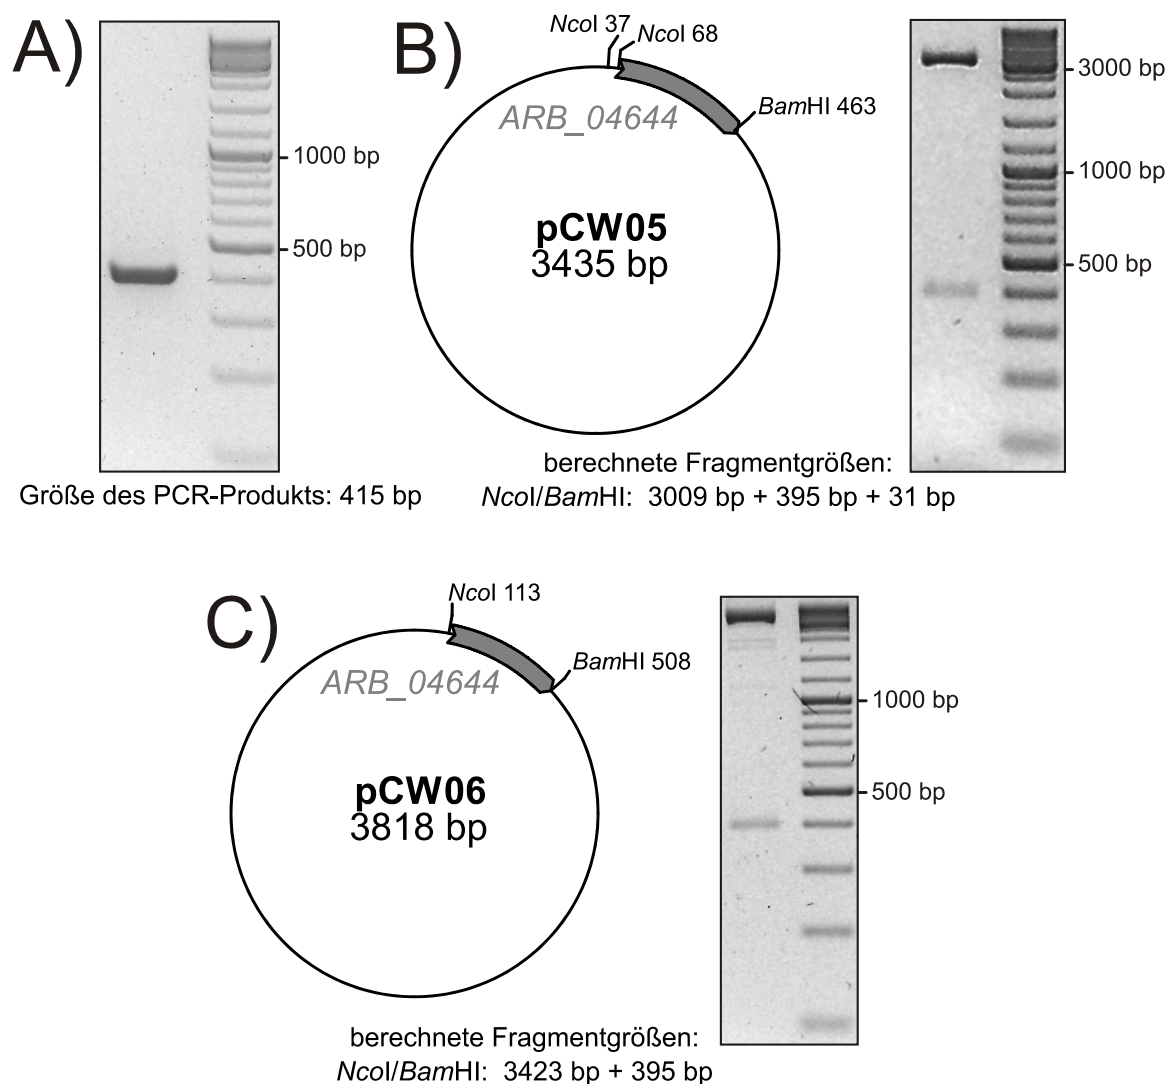 A)
1000 bp
500 bp
Größe des PCR-Produkts: 415 bp
B)
NcoI 37
NcoI 68
BamHI 463
ARB_04644
pCW05
3435 bp
3000 bp
1000 bp
500 bp
berechnete Fragmentgrößen:
NcoI/BamHI: 3009 bp + 395 bp + 31 bp
C)
NcoI 113
BamHI 508
ARB_04644
pCW06
3818 bp
1000 bp
500 bp
berechnete Fragmentgrößen:
NcoI/BamHI: 3423 bp + 395 bp